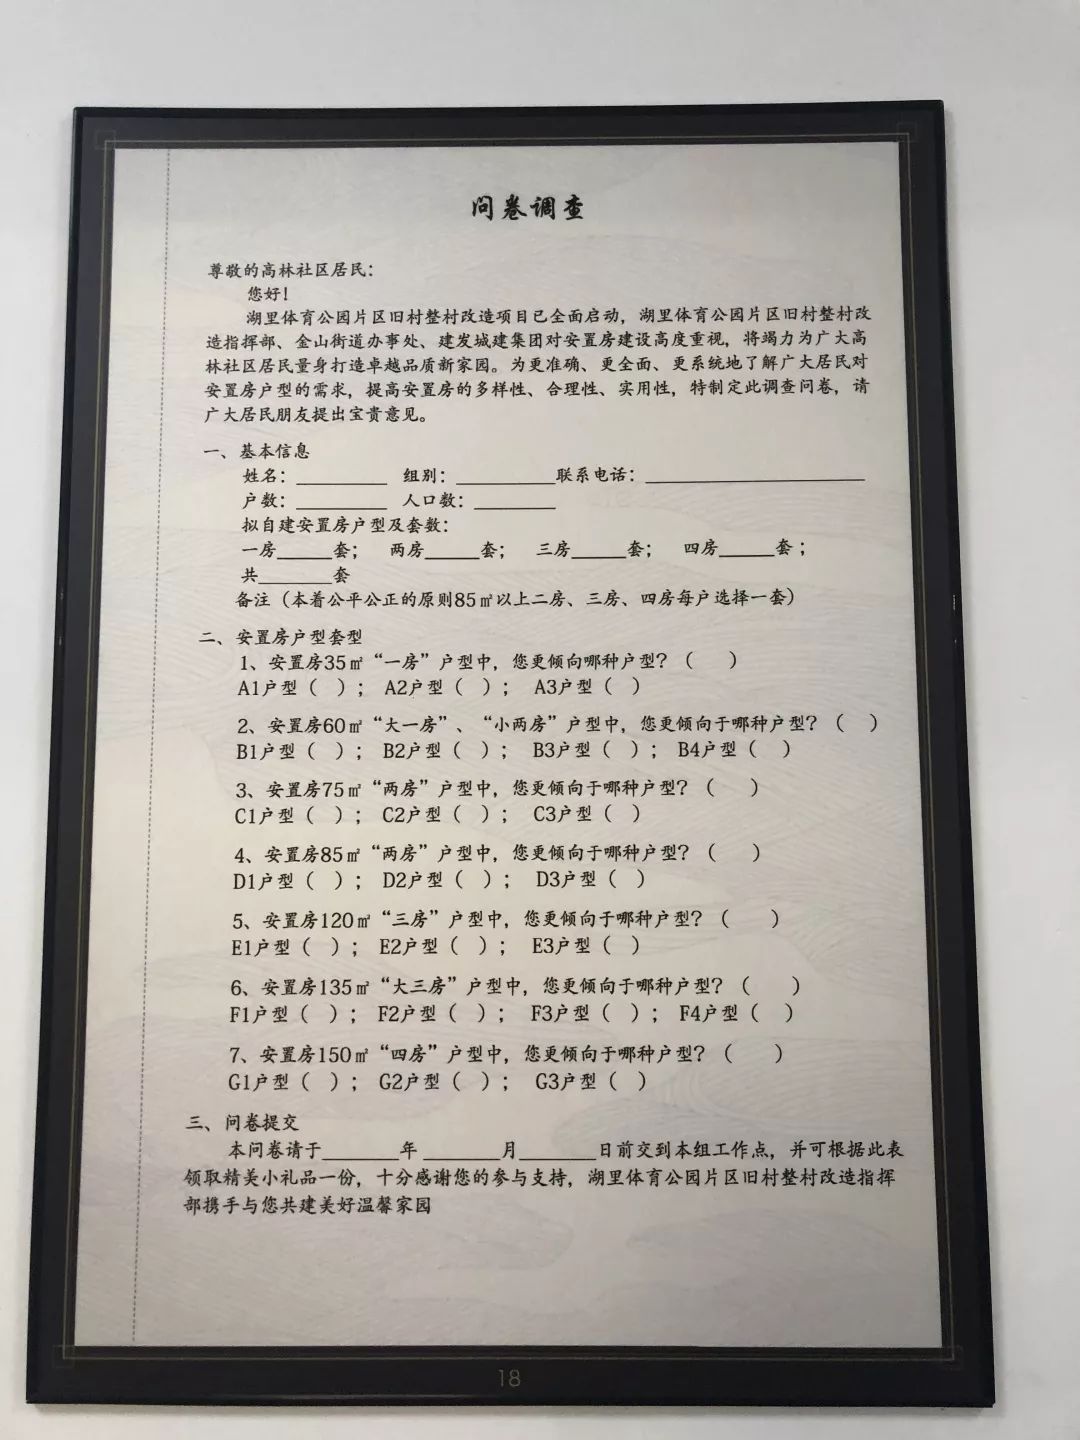 问卷调查
尊敬的高林社区居民：
您好！
湖里体育公园片区旧村整村改造项目已全面启动，湖里体育公园片区旧村整村改
造指挥部、金山街道办事处、建发城建集团对安置房建设高度重视，将竭力为广大高
林社区居民量身打造卓越品质新家园。为更准确、更全面、更系统地了解广大居民对
安置房户型的需求，提高安置房的多样性、合理性、实用性，特制定此调查问卷，请
广大居民朋友提出宝贵意见。
一、基本信息
姓名：________ 组别：________联系电话：________________
户数：________ 人口数：________
拟自建安置房户型及套数：
一房_____套； 两房_____套； 三房_____套； 四房_____套；
共______套
备注（本着公平公正的原则85㎡以上二房、三房、四房每户选择一套）
二、安置房户型套型
1、安置房35㎡“一房”户型中，您更倾向哪种户型？（ ）
A1户型（ ）； A2户型（ ）； A3户型（ ）
2、安置房60㎡“大一房”、“小两房”户型中，您更倾向于哪种户型？（ ）
B1户型（ ）； B2户型（ ）； B3户型（ ）； B4户型（ ）
3、安置房75㎡“两房”户型中，您更倾向于哪种户型？（ ）
C1户型（ ）； C2户型（ ）； C3户型（ ）
4、安置房85㎡“两房”户型中，您更倾向于哪种户型？（ ）
D1户型（ ）； D2户型（ ）； D3户型（ ）
5、安置房120㎡“三房”户型中，您更倾向于哪种户型？（ ）
E1户型（ ）； E2户型（ ）； E3户型（ ）
6、安置房135㎡“大三房”户型中，您更倾向于哪种户型？（ ）
F1户型（ ）； F2户型（ ）； F3户型（ ）； F4户型（ ）
7、安置房150㎡“四房”户型中，您更倾向于哪种户型？（ ）
G1户型（ ）； G2户型（ ）； G3户型（ ）
三、问卷提交
本问卷请于_______年_______月_______日前交到本组工作点，并可根据此表
领取精美小礼品一份，十分感谢您的参与支持，湖里体育公园片区旧村整村改造指挥
部携手与您共建美好温馨家园
18